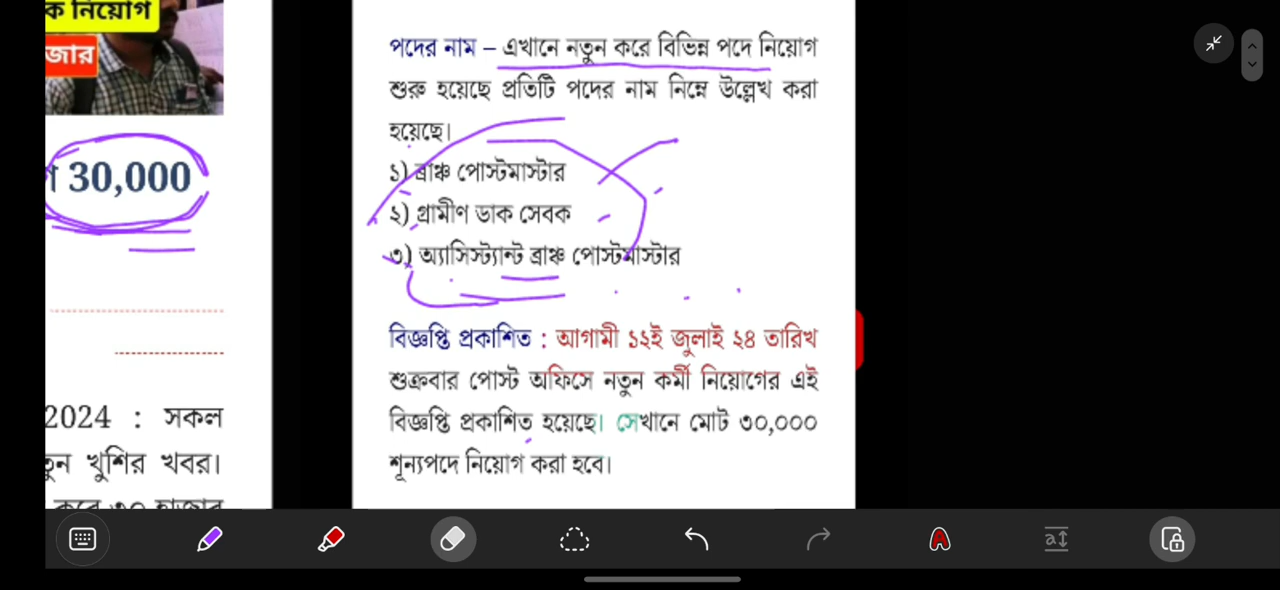 ক নিয়োগ
জার
30,000
2024 : সকল
তুন খুশির খবর।
পদের নাম – এখানে নতুন করে বিভিন্ন পদে নিয়োগ
শুরু হয়েছে প্রতিটি পদের নাম নিম্নে উল্লেখ করা
হয়েছে।
১) ব্রাঞ্চ পোস্টমাস্টার
২) গ্রামীণ ডাক সেবক
৩) অ্যাসিস্ট্যান্ট ব্রাঞ্চ পোস্টমাস্টার
বিজ্ঞপ্তি প্রকাশিত : আগামী ১২ই জুলাই ২৪ তারিখ
শুক্রবার পোস্ট অফিসে নতুন কর্মী নিয়োগের এই
বিজ্ঞপ্তি প্রকাশিত হয়েছে। সেখানে মোট ৩০,০০০
শূন্যপদে নিয়োগ করা হবে।